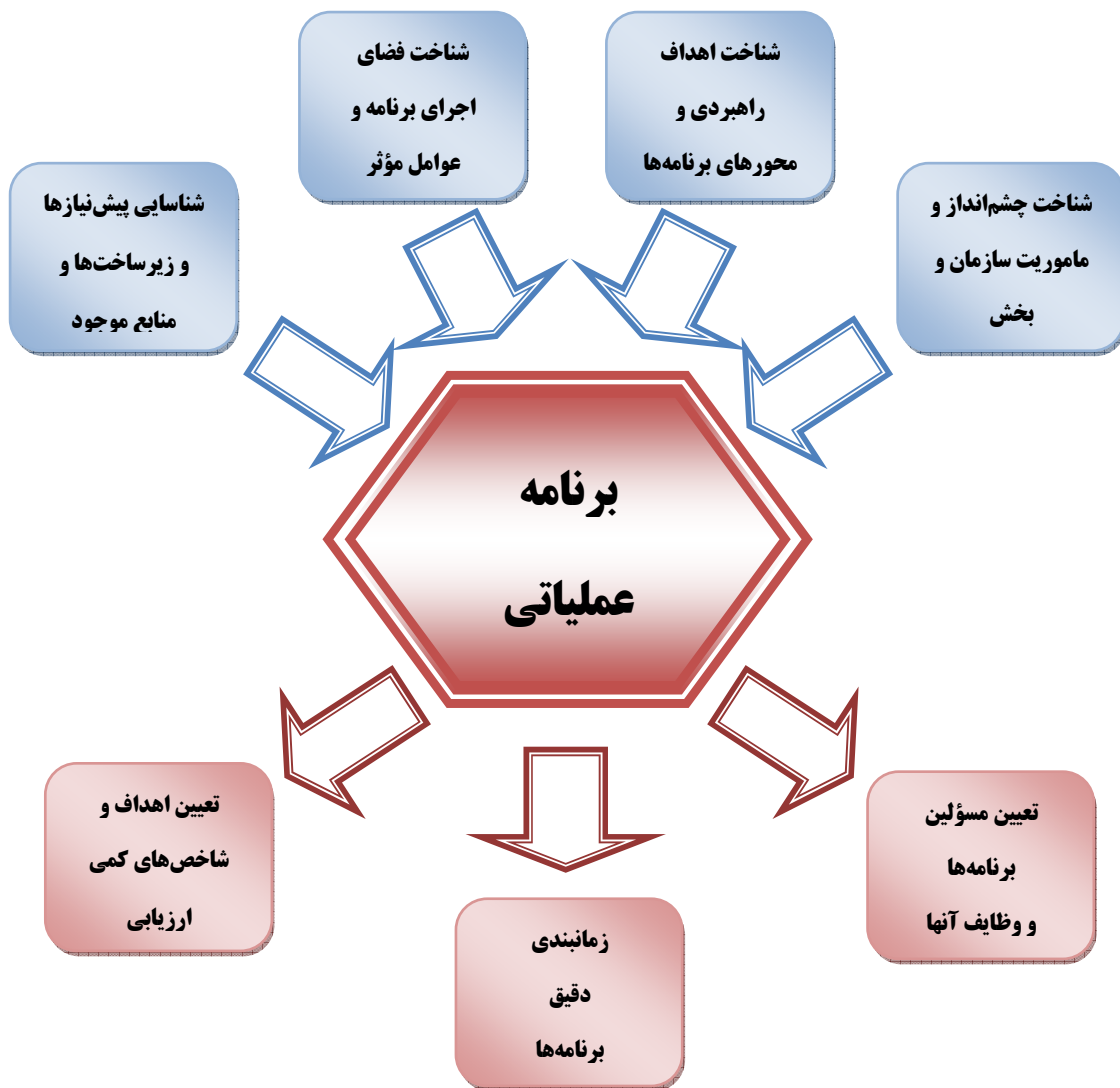 شناخت اهداف
راهبردی و
محورهای برنامه‌ها
شناخت فضای
اجرای برنامه و
عوامل مؤثر
شناخت چشم‌انداز و
ماموریت سازمان و
بخش
شناسایی پیش‌نیازها
و زیرساخت‌ها و
منابع موجود
برنامه
عملیاتی
تعیین مسؤلین
برنامه‌ها
و وظایف آنها
زمانبندی
دقیق
برنامه‌ها
تعیین اهداف و
شاخص‌های کمی
ارزیابی